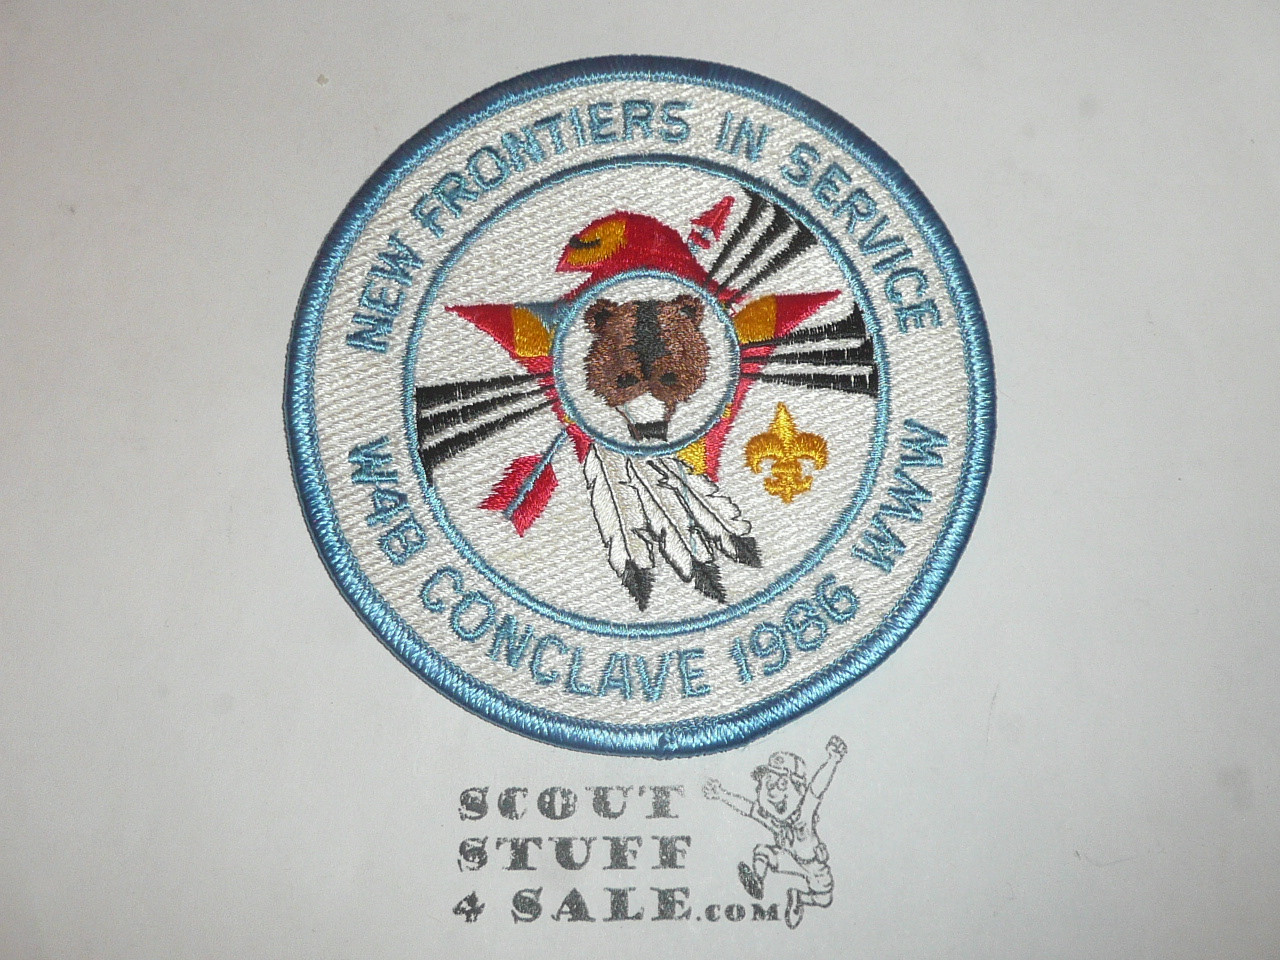 NEW FRONTIERS IN SERVICE
W4B CONCLAVE 1986 WWW
SCOUT
STUFF
4 SALE.COM